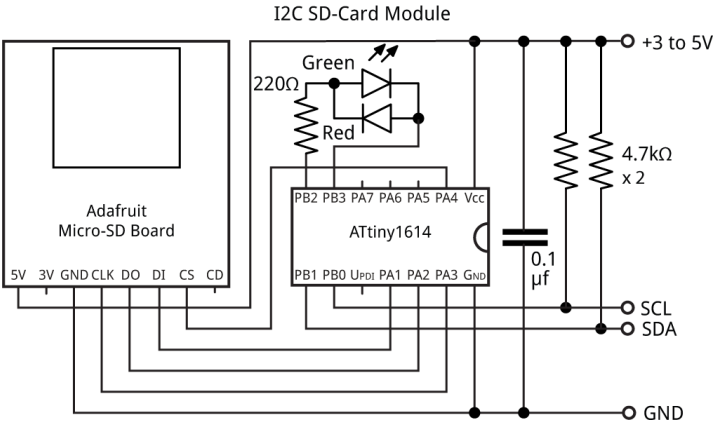 I2C SD-Card Module
+3 to 5V
Green
220Ω
Red
4.7kΩ
x 2
PB2 PB3 PA7 PA6 PA5 PA4 Vcc
Adafruit
Micro-SD Board
ATtiny1614
5V 3V GND CLK DO DI CS CD
PB1 PB0 UPDI PA1 PA2 PA3 GND
0.1
µf
SCL
SDA
GND